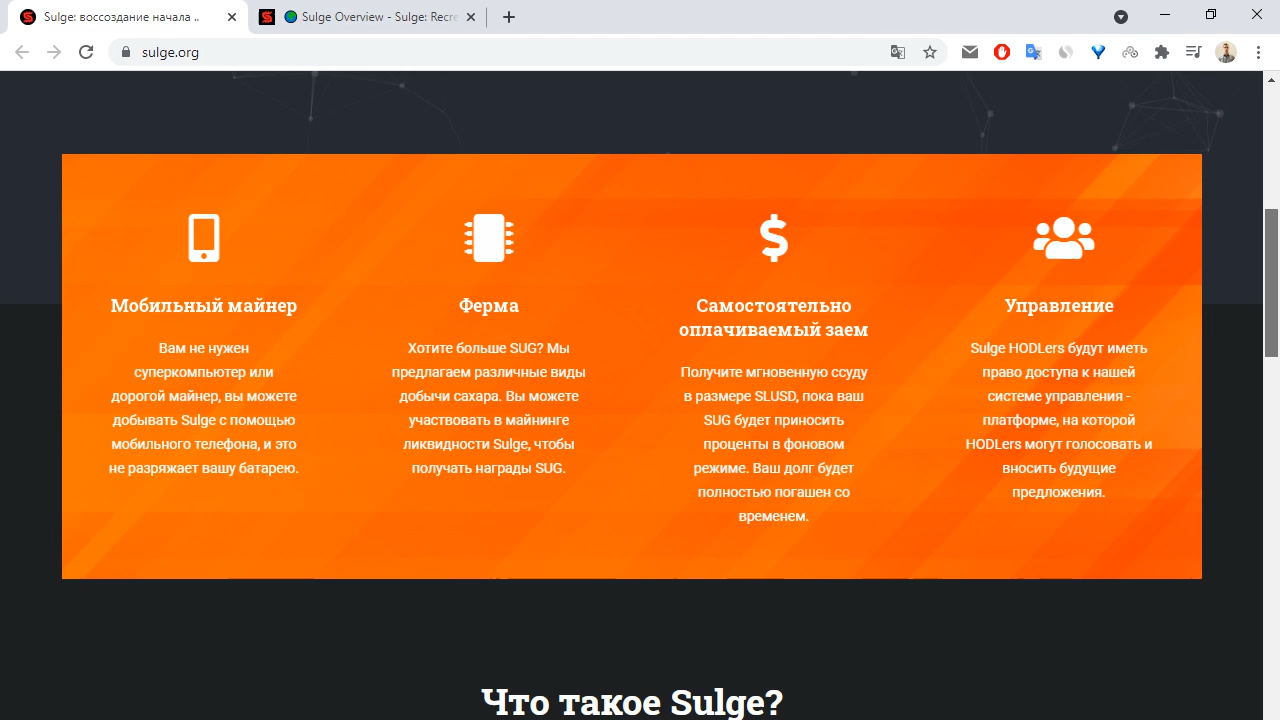 Sulge: воссоздание начала ..
Sulge Overview - Sulge: Recre
sulge.org
Мобильный майнер
Вам не нужен
суперкомпьютер или
дорогой майнер, вы можете
добывать Sulge с помощью
мобильного телефона, и это
не разряжает вашу батарею.
Ферма
Хотите больше SUG? Мы
предлагаем различные виды
добычи сахара. Вы можете
участвовать в майнинге
ликвидности Sulge, чтобы
получать награды SUG.
Самостоятельно
оплачиваемый заем
Получите мгновенную ссуду
в размере SLUSD, пока ваш
SUG будет приносить
проценты в фоновом
режиме. Ваш долг будет
полностью погашен со
временем.
Управление
Sulge HODLers будут иметь
право доступа к нашей
системе управления -
платформе, на которой
HODLers могут голосовать и
вносить будущие
предложения.
Что такое Sulge?